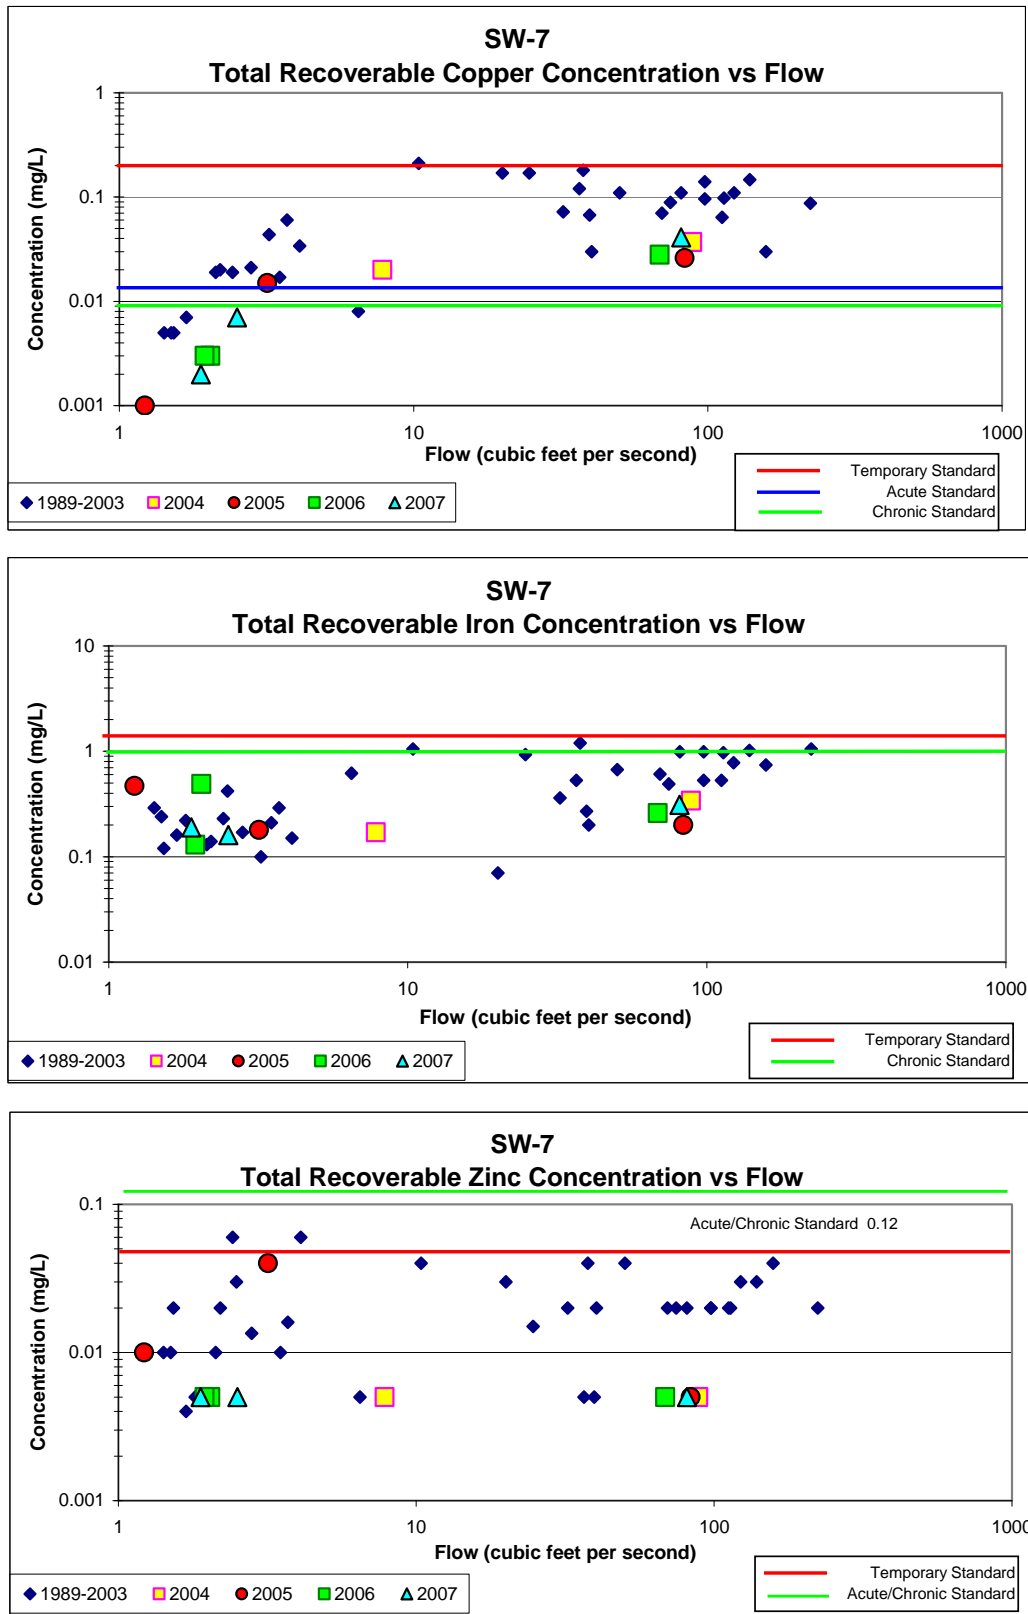 SW-7
Total Recoverable Copper Concentration vs Flow
1
0.1
0.01
0.001
Concentration (mg/L)
1 10 100 1000
Flow (cubic feet per second)
1989-2003 2004 2005 2006 2007
Temporary Standard
Acute Standard
Chronic Standard
SW-7
Total Recoverable Iron Concentration vs Flow
10
1
0.1
0.01
Concentration (mg/L)
1 10 100 1000
Flow (cubic feet per second)
1989-2003 2004 2005 2006 2007
Temporary Standard
Chronic Standard
SW-7
Total Recoverable Zinc Concentration vs Flow
0.1
Acute/Chronic Standard 0.12
0.01
0.001
Concentration (mg/L)
1 10 100 1000
Flow (cubic feet per second)
1989-2003 2004 2005 2006 2007
Temporary Standard
Acute/Chronic Standard